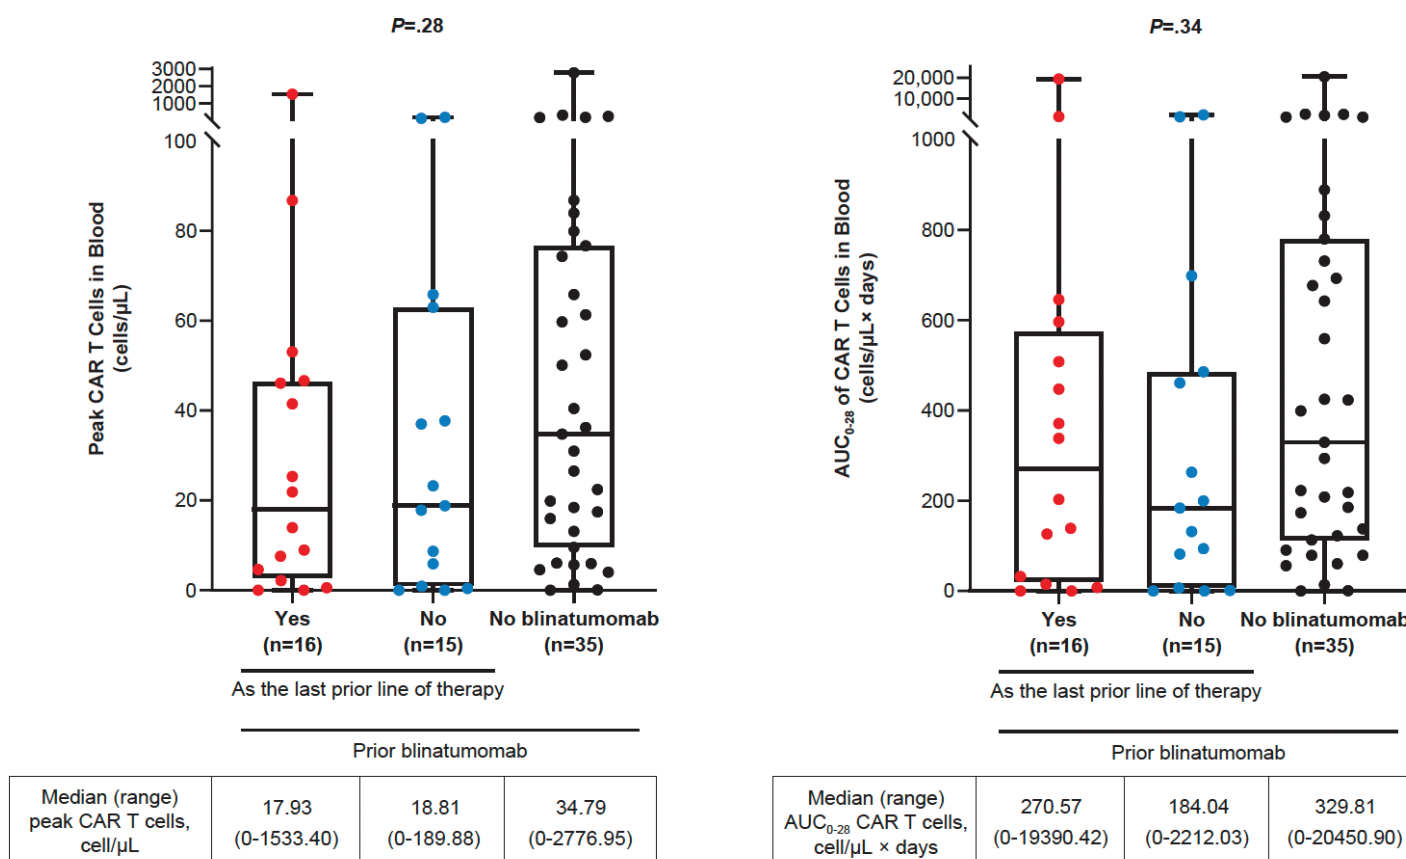 P=.28
Peak CAR T Cells in Blood
(cells/µL)
3000
2000
1000
100
80
60
40
20
0
Yes
(n=16)
No
(n=15)
No blinatumomab
(n=35)
As the last prior line of therapy
Prior blinatumomab
Median (range)
peak CAR T cells,
cell/µL
17.93
(0-1533.40)
18.81
(0-189.88)
34.79
(0-2776.95)
P=.34
AUC0-28 of CAR T Cells in Blood
(cells/µL× days)
20,000
10,000
1000
800
600
400
200
0
Yes
(n=16)
No
(n=15)
No blinatumomab
(n=35)
As the last prior line of therapy
Prior blinatumomab
Median (range)
AUC0-28 CAR T cells,
cell/µL × days
270.57
(0-19390.42)
184.04
(0-2212.03)
329.81
(0-20450.90)